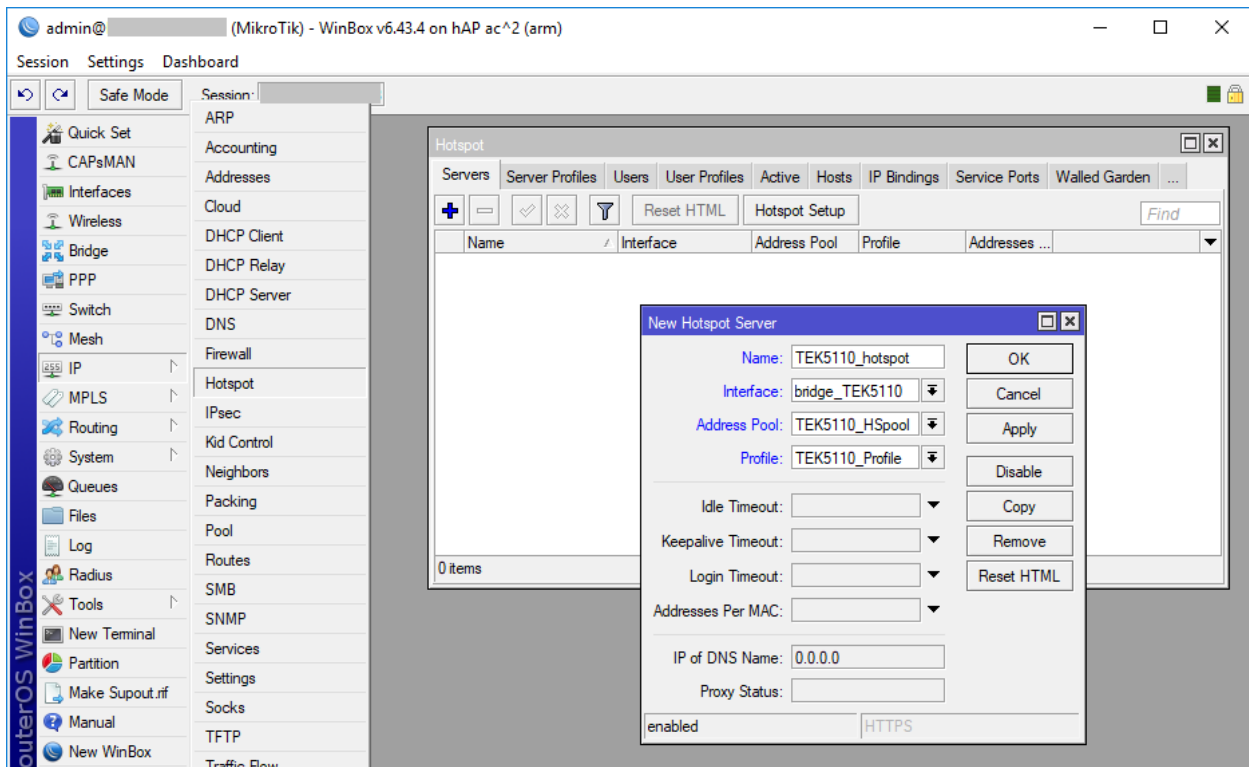 admin@ (MikroTik) - WinBox v6.43.4 on hAP ac^2 (arm)
Session Settings Dashboard
Safe Mode Session:
Quick Set
CAPsMAN
Interfaces
Wireless
Bridge
PPP
Switch
Mesh
IP
MPLS
Routing
System
Queues
Files
Log
Radius
Tools
New Terminal
Partition
Make Supout.rif
Manual
New WinBox
outerOS WinBox
ARP
Accounting
Addresses
Cloud
DHCP Client
DHCP Relay
DHCP Server
DNS
Firewall
Hotspot
IPsec
Kid Control
Neighbors
Packing
Pool
Routes
SMB
SNMP
Services
Settings
Socks
TFTP
Traffic Flow
Hotspot
Servers Server Profiles Users User Profiles Active Hosts IP Bindings Service Ports Walled Garden ...
Reset HTML Hotspot Setup Find
Name Interface Address Pool Profile Addresses ...
0 items
New Hotspot Server
Name: TEK5110_hotspot OK
Interface: bridge_TEK5110 Cancel
Address Pool: TEK5110_HSpool Apply
Profile: TEK5110_Profile
Disable
Idle Timeout: Copy
Keepalive Timeout: Remove
Login Timeout: Reset HTML
Addresses Per MAC:
IP of DNS Name: 0.0.0.0
Proxy Status:
enabled HTTPS